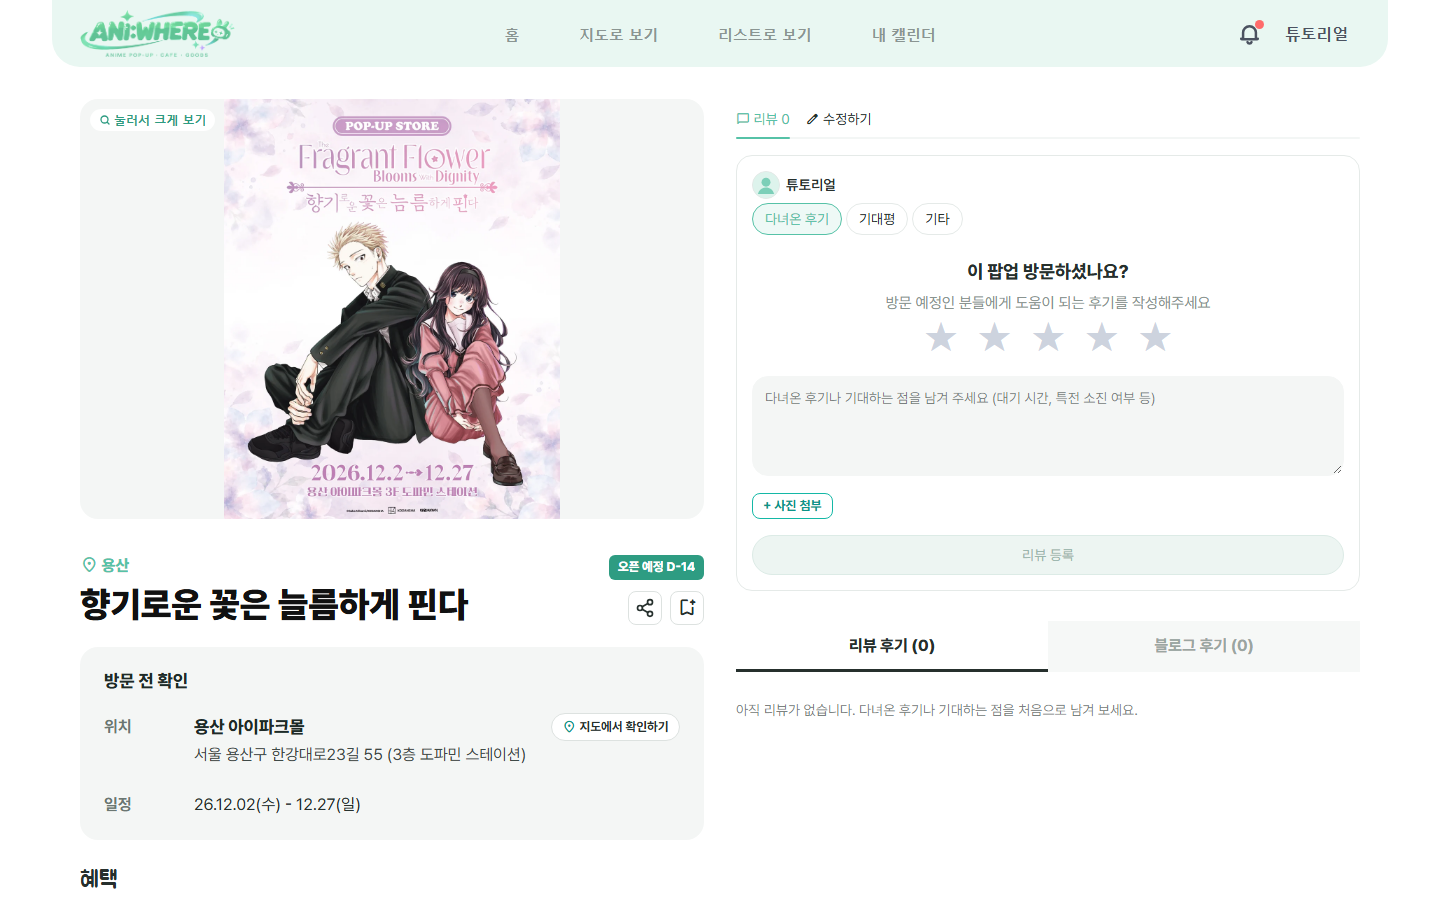 ANI:WHERE
ANIME POP-UP · CAFE · GOODS
홈
지도로 보기
리스트로 보기
내 캘린더
튜토리얼
눌러서 크게 보기
POP-UP STORE
The
Fragrant Flower
Blooms With Dignity
향기로운 꽃은 늠름하게 핀다
2026.12.2 → 12.27
용산 아이파크몰 3F 도파민 스테이션
용산
오픈 예정 D-14
향기로운 꽃은 늘름하게 핀다
방문 전 확인
위치
용산 아이파크몰
지도에서 확인하기
서울 용산구 한강대로23길 55 (3층 도파민 스테이션)
일정
26.12.02(수) - 12.27(일)
혜택
리뷰 0
수정하기
튜토리얼
다녀온 후기
기대평
기타
이 팝업 방문하셨나요?
방문 예정인 분들에게 도움이 되는 후기를 작성해주세요
다녀온 후기나 기대하는 점을 남겨 주세요 (대기 시간, 특전 소진 여부 등)
+ 사진 첨부
리뷰 등록
리뷰 후기 (0)
블로그 후기 (0)
아직 리뷰가 없습니다. 다녀온 후기나 기대하는 점을 처음으로 남겨 보세요.